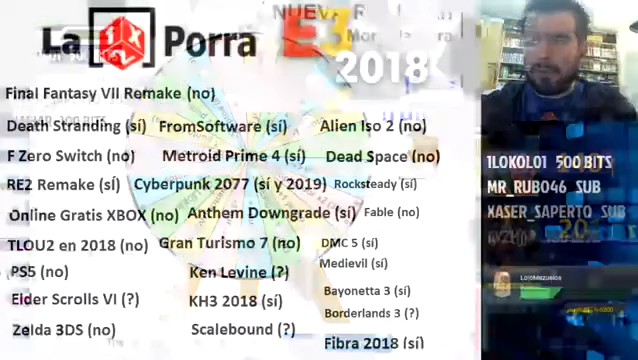 La 1X2 Porra E3
2018
Final Fantasy VII Remake (no)
Death Stranding (sí) FromSoftware (sí) Alien Iso 2 (no)
F Zero Switch (no) Metroid Prime 4 (sí) Dead Space (no)
RE2 Remake (sí) Cyberpunk 2077 (sí y 2019) Rocksteady (sí)
Online Gratis XBOX (no) Anthem Downgrade (sí) Fable (no)
TLOU2 en 2018 (no) Gran Turismo 7 (no) DMC 5 (sí)
Medievil (sí)
PS5 (no) Ken Levine (?)
Bayonetta 3 (sí)
Elder Scrolls VI (?) KH3 2018 (sí)
Borderlands 3 (?)
Zelda 3DS (no) Scalebound (?)
Fibra 2018 (sí)
1LOKOL01 500 BITS
MR_RUBO46 SUB
XASER_SAPERTO SUB